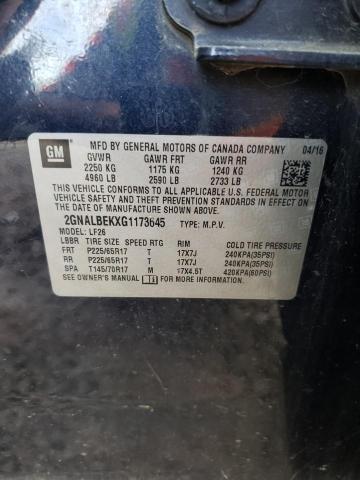 GM
MFD BY GENERAL MOTORS OF CANADA COMPANY 04/16
GVWR GAWR FRT GAWR RR
2250 KG 1175 KG 1240 KG
4960 LB 2590 LB 2733 LB
THIS VEHICLE CONFORMS TO ALL APPLICABLE U.S. FEDERAL
MOTOR VEHICLE SAFETY, BUMPER, AND THEFT PREVENTION
STANDARDS IN EFFECT ON THE DATE OF MANUFACTURE
SHOWN ABOVE.
2GNALBEKXG1173645 TYPE: M.P.V.
MODEL: LF26
LBBR TIRE SIZE SPEED RTG RIM COLD TIRE PRESSURE
FRT P225/65R17 T 17X7J 240KPA(35PSI)
RR P225/65R17 T 17X7J 240KPA(35PSI)
SPA T145/70R17 M 17X4.5T 420KPA(60PSI)
SEE OWNER'S MANUAL FOR MORE INFORMATION.